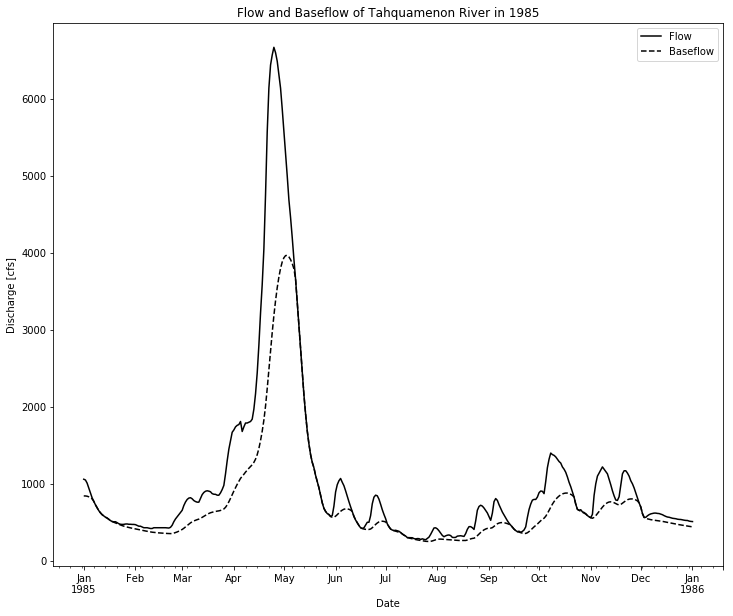 Flow and Baseflow of Tahquamenon River in 1985
Flow
Baseflow
Discharge [cfs]
6000
5000
4000
3000
2000
1000
0
Jan Feb Mar Apr May Jun Jul Aug Sep Oct Nov Dec Jan
1985 1986
Date